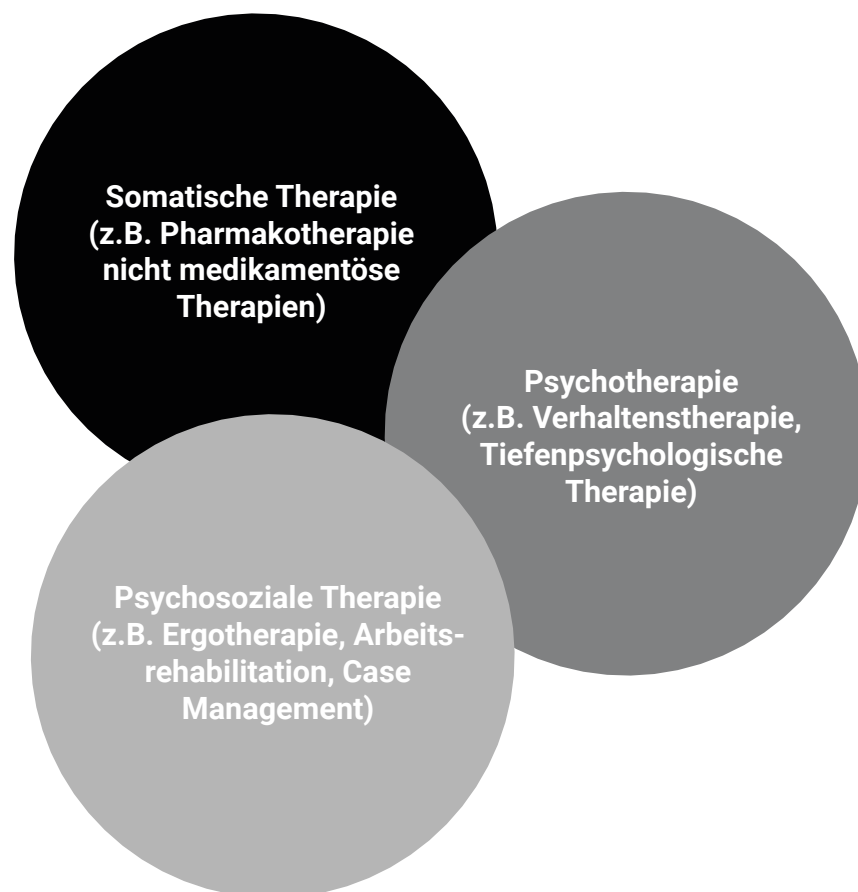 Somatische Therapie
(z.B. Pharmakotherapie
nicht medikamentöse
Therapien)
Psychotherapie
(z.B. Verhaltenstherapie,
Tiefenpsychologische
Therapie)
Psychosoziale Therapie
(z.B. Ergotherapie, Arbeits-
rehabilitation, Case
Management)